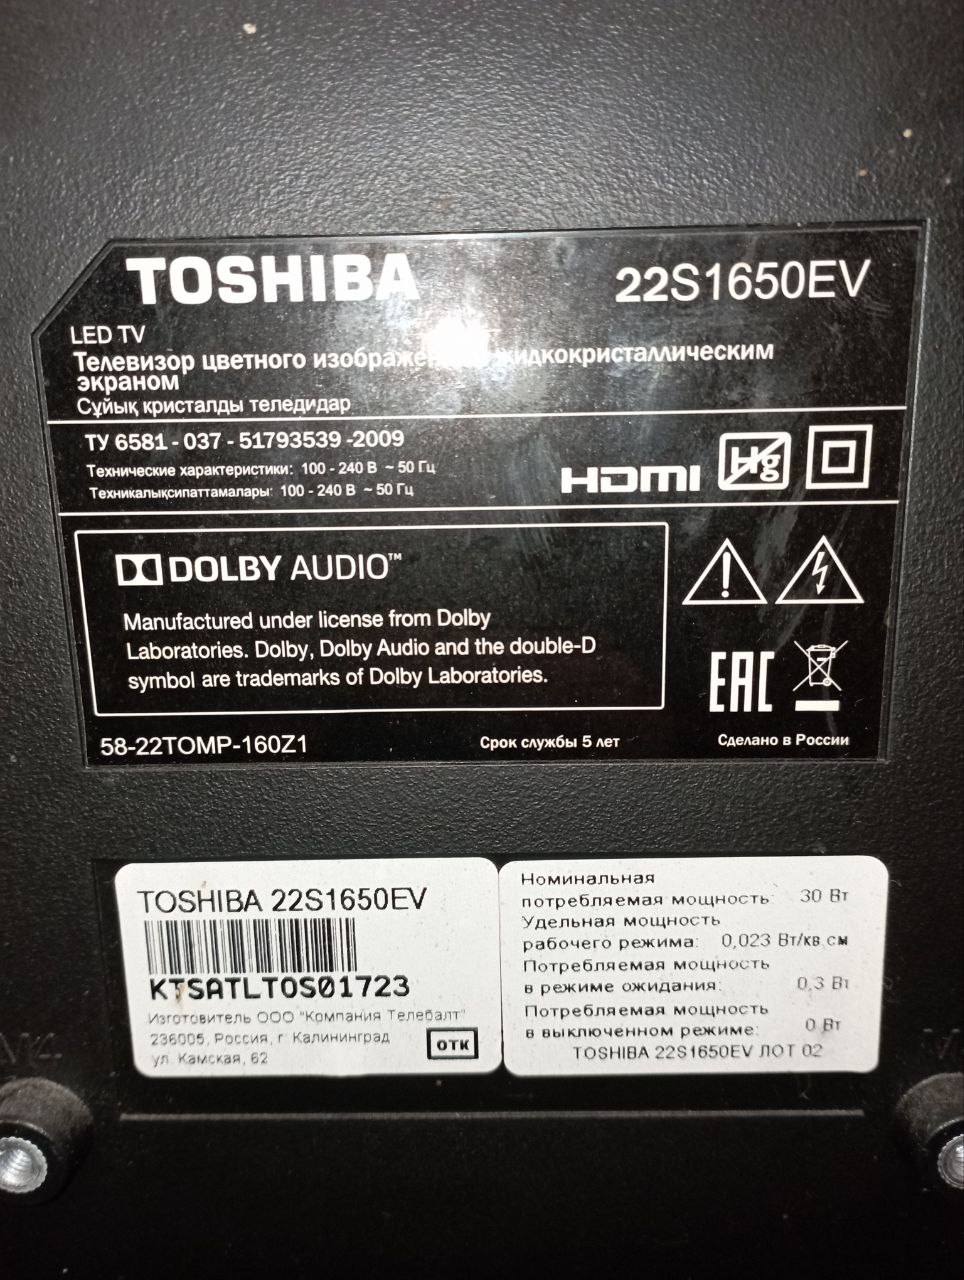 TOSHIBA 22S1650EV
LED TV
Телевизор цветного жидкокристаллическим
экраном
Сұйық кристалды теледидар
ТУ 6581 - 037 - 51793539 -2009
Технические характеристики: 100 - 240 В ~ 50 Гц
Техникалықсипаттамалары: 100 - 240 В ~ 50 Гц
HDMI Hg
DOLBY AUDIO™
Manufactured under license from Dolby
Laboratories. Dolby, Dolby Audio and the double-D
symbol are trademarks of Dolby Laboratories.
EAC
58-22TOMP-160Z1 Срок службы 5 лет Сделано в России
TOSHIBA 22S1650EV
KTSATLTOS01723
Изготовитель ООО "Компания Телебалт"
236005, Россия, г Калининград
ул. Камская, 62
ОТК
Номинальная
потребляемая мощность: 30 Вт
Удельная мощность
рабочего режима: 0,023 Вт/кв см
Потребляемая мощность
в режиме ожидания: 0,3 Вт
Потребляемая мощность
в выключенном режиме: 0 Вт
TOSHIBA 22S1650EV ЛОТ 02